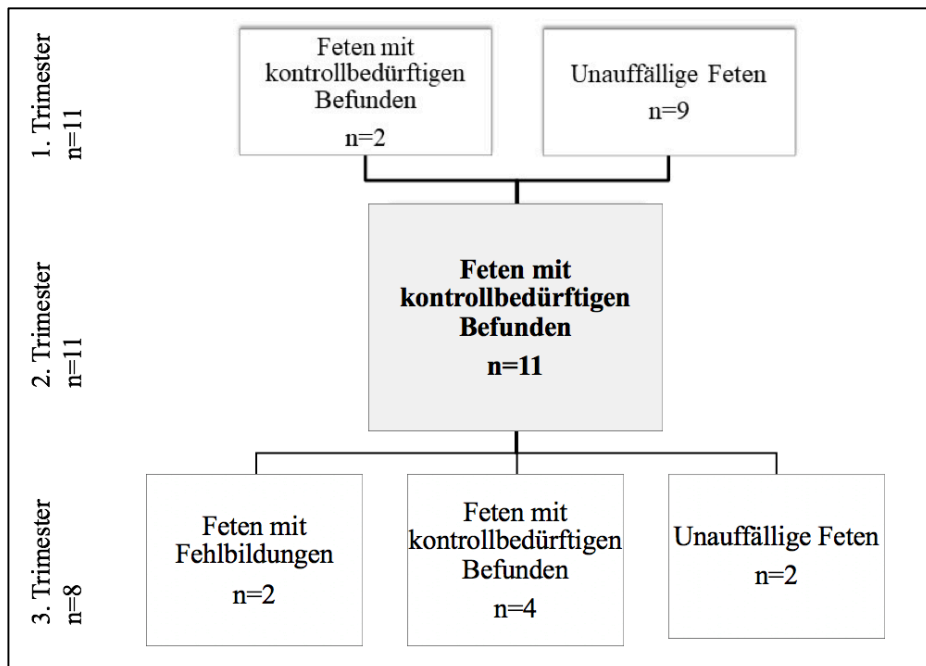 1. Trimester
n=11
Feten mit
kontrollbedürftigen
Befunden
n=2
Unauffällige Feten
n=9
2. Trimester
n=11
Feten mit
kontrollbedürftigen
Befunden
n=11
3. Trimester
n=8
Feten mit
Fehlbildungen
n=2
Feten mit
kontrollbedürftigen
Befunden
n=4
Unauffällige Feten
n=2